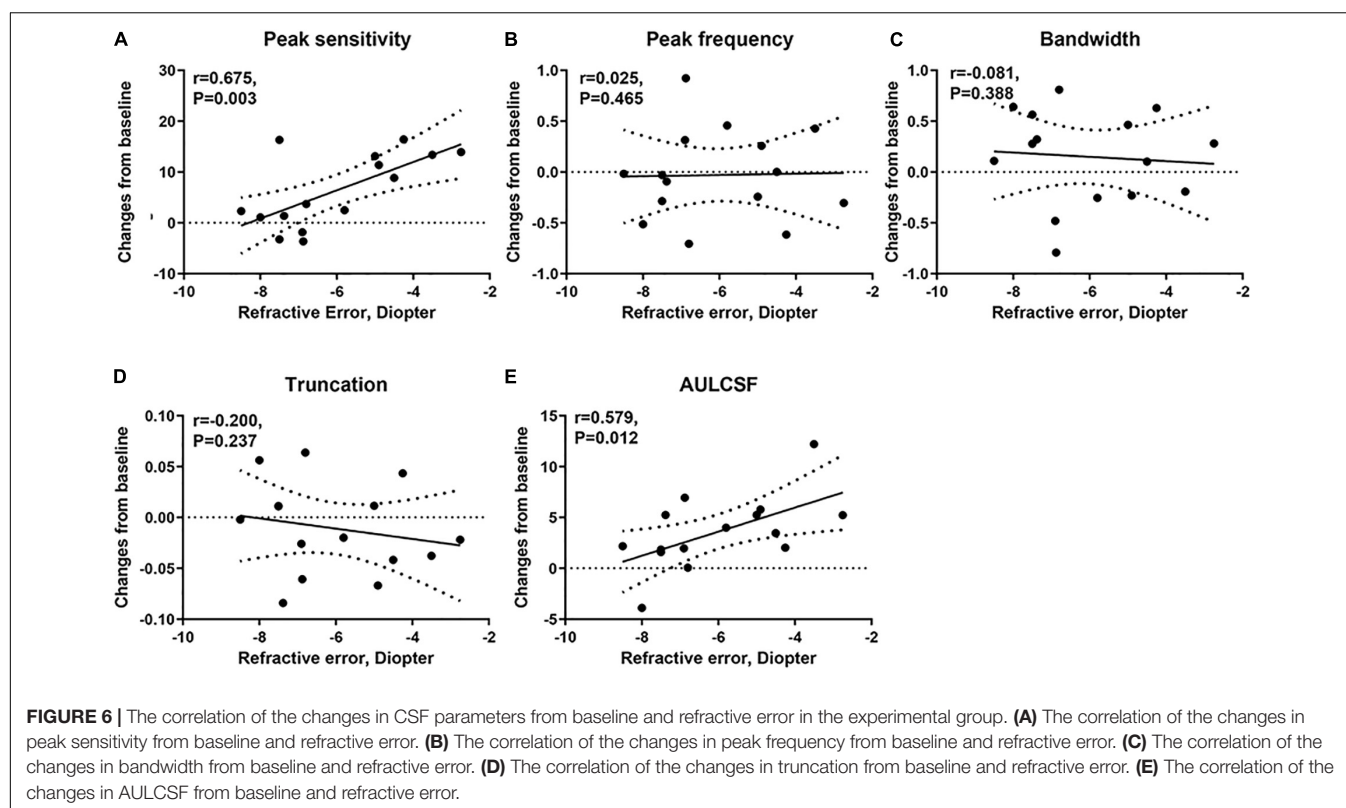 A
Peak sensitivity
r=0.675,
P=0.003
Changes from baseline
30
20
10
0
-10
-10
-8
-6
-4
-2
Refractive Error, Diopter
B
Peak frequency
r=0.025,
P=0.465
Changes from baseline
1.0
0.5
0.0
-0.5
-1.0
-10
-8
-6
-4
-2
Refractive error, Diopter
C
Bandwidth
r=-0.081,
P=0.388
Changes from baseline
1.0
0.5
0.0
-0.5
-1.0
-10
-8
-6
-4
-2
Refractive error, Diopter
D
Truncation
r=-0.200,
P=0.237
Changes from baseline
0.10
0.05
0.00
-0.05
-0.10
-10
-8
-6
-4
-2
Refractive error, Diopter
E
AULCSF
r=0.579,
P=0.012
Changes from baseline
15
10
5
0
-5
-10
-8
-6
-4
-2
Refractive error, Diopter
FIGURE 6 | The correlation of the changes in CSF parameters from baseline and refractive error in the experimental group. (A) The correlation of the changes in
peak sensitivity from baseline and refractive error. (B) The correlation of the changes in peak frequency from baseline and refractive error. (C) The correlation of the
changes in bandwidth from baseline and refractive error. (D) The correlation of the changes in truncation from baseline and refractive error. (E) The correlation of the
changes in AULCSF from baseline and refractive error.